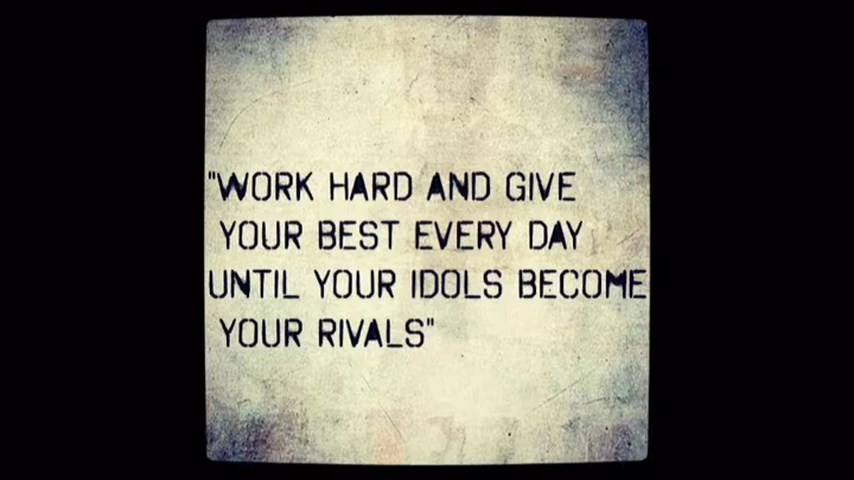 "WORK HARD AND GIVE
YOUR BEST EVERY DAY
UNTIL YOUR IDOLS BECOME
YOUR RIVALS"